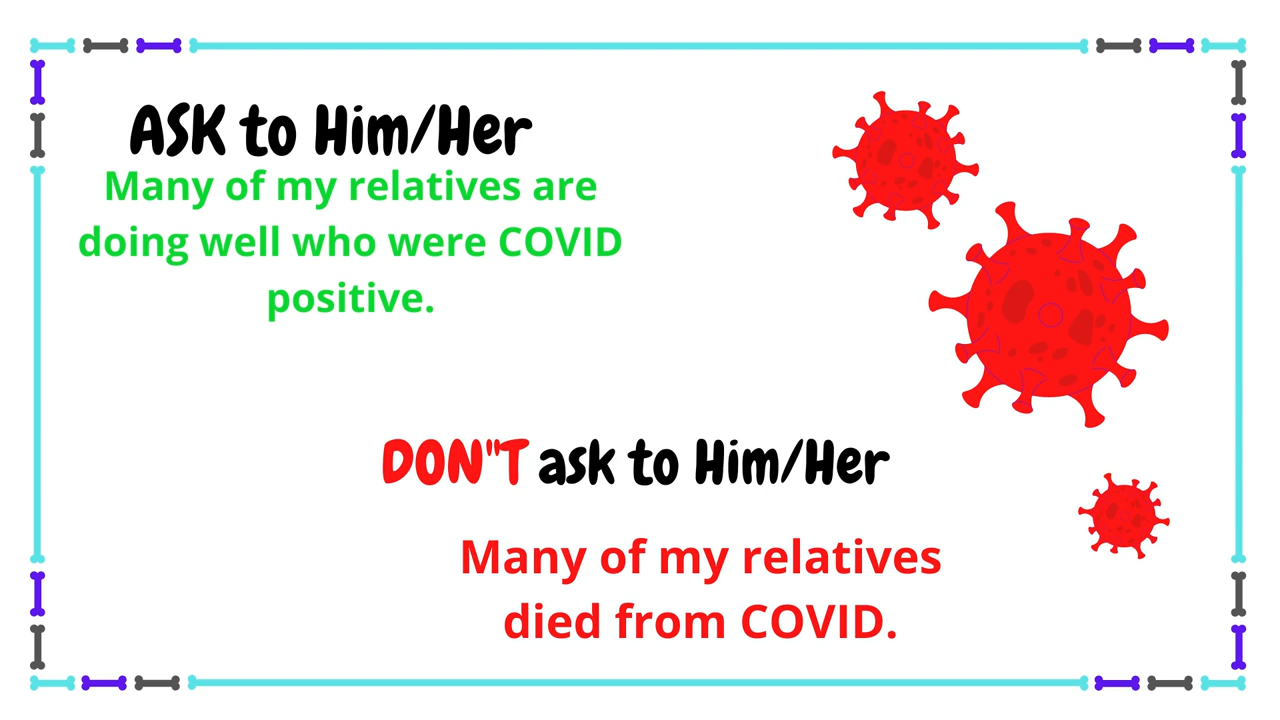 ASK to Him/Her
Many of my relatives are
doing well who were COVID
positive.
DON"T ask to Him/Her
Many of my relatives
died from COVID.